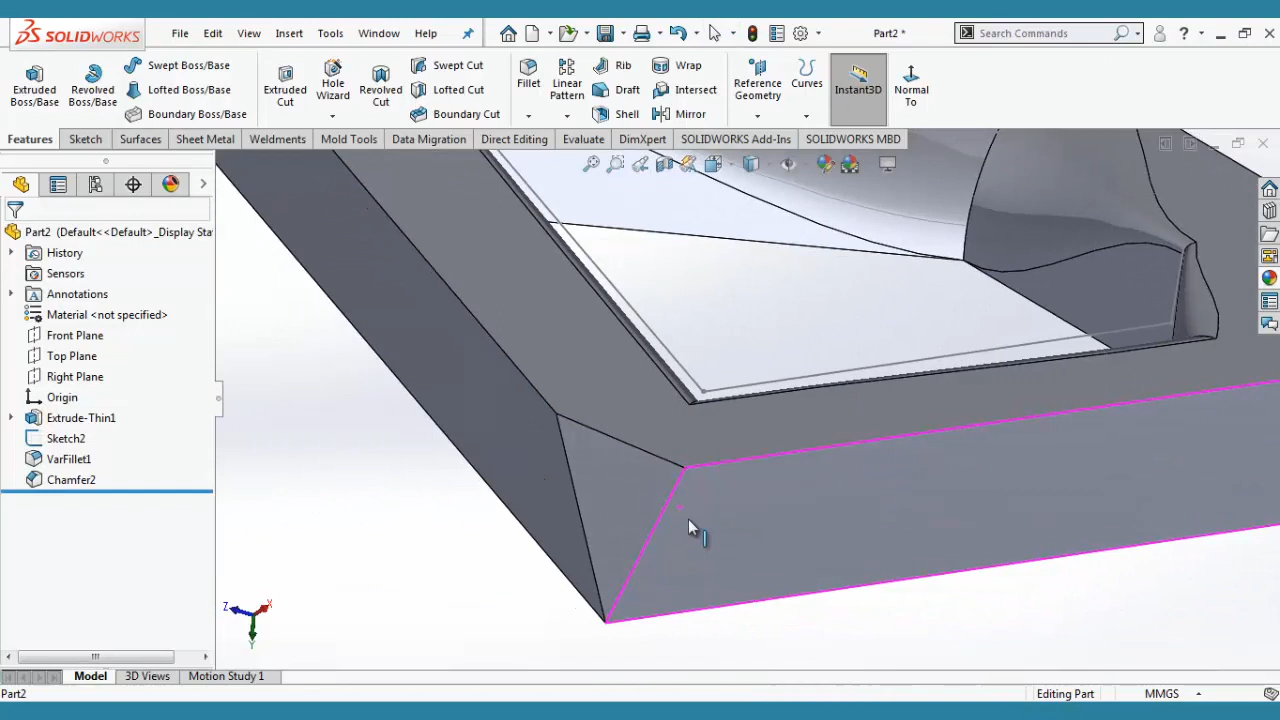 SOLIDWORKS File Edit View Insert Tools Window Help Part2 * Search Commands ?
Extruded Boss/Base
Revolved Boss/Base
Swept Boss/Base
Lofted Boss/Base
Boundary Boss/Base
Extruded Cut
Hole Wizard
Revolved Cut
Swept Cut
Lofted Cut
Boundary Cut
Fillet
Linear Pattern
Rib
Draft
Shell
Wrap
Intersect
Mirror
Reference Geometry
Curves
Instant3D
Normal To
Features Sketch Surfaces Sheet Metal Weldments Mold Tools Data Migration Direct Editing Evaluate DimXpert SOLIDWORKS Add-Ins SOLIDWORKS MBD
Part2 (Default<<Default>_Display Sta
History
Sensors
Annotations
Material <not specified>
Front Plane
Top Plane
Right Plane
Origin
Extrude-Thin1
Sketch2
VarFillet1
Chamfer2
Z X
Y
Model 3D Views Motion Study 1
Part2 Editing Part MMGS